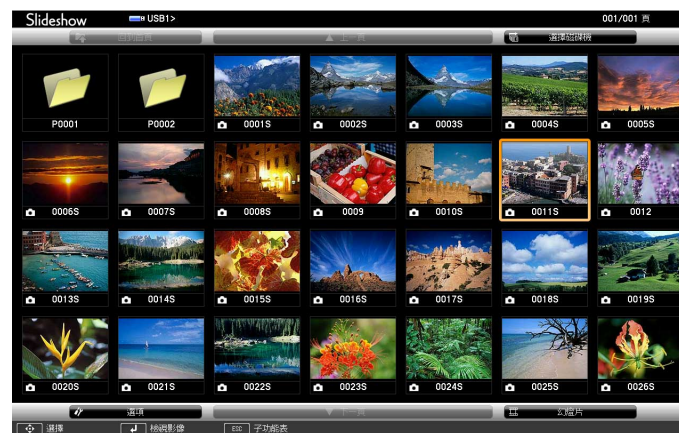 Slideshow USB1> 001/001 頁
回到首頁 ▲ 上一頁 選擇磁碟機
P0001 P0002 0001S 0002S 0003S 0004S 0005S
0006S 0007S 0008S 0009 0010S 0011S 0012
0013S 0014S 0015S 0016S 0017S 0018S 0019S
0020S 0021S 0022S 0023S 0024S 0025S 0026S
選項 ▼ 下一頁 幻燈片
選擇 檢視影像 ESC 子功能表